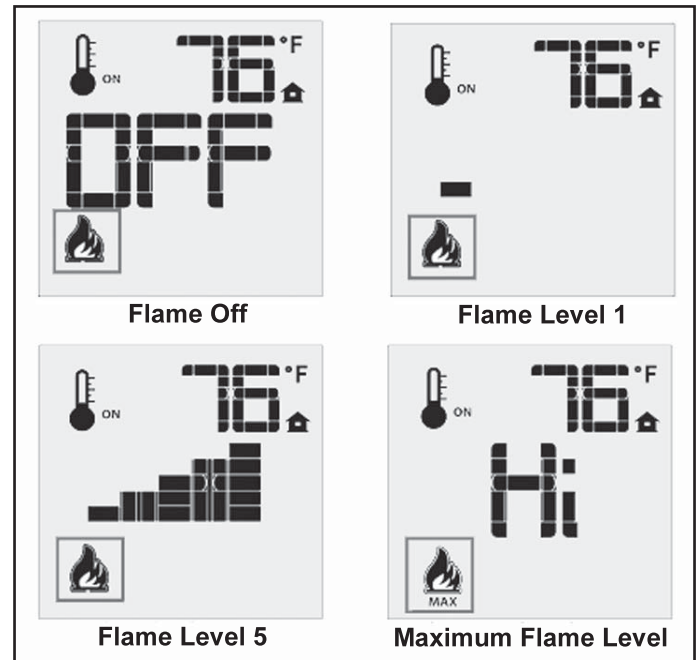 76 °F
ON
OFF
Flame Off
76 °F
ON
Flame Level 1
76 °F
ON
Flame Level 5
76 °F
ON
Hi
MAX
Maximum Flame Level